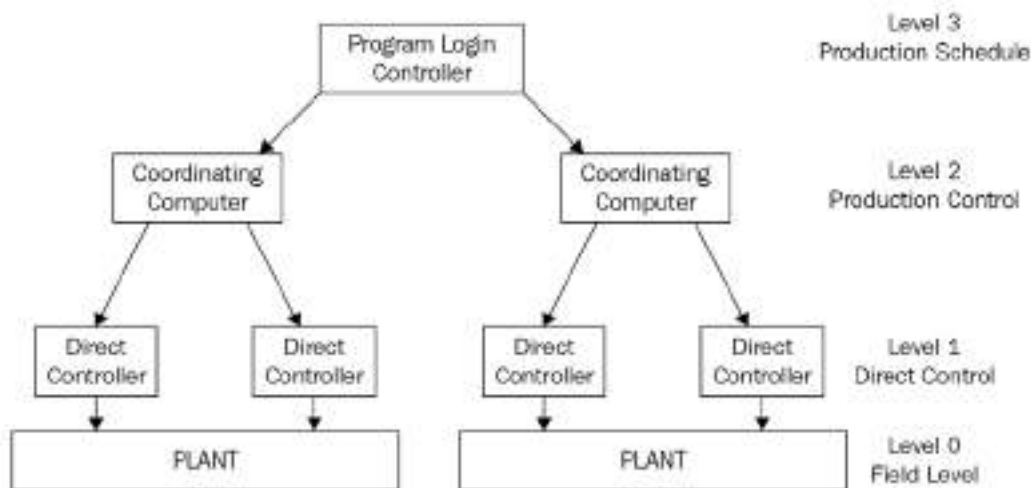 Program Login
Controller
Level 3
Production Schedule
Coordinating
Computer
Coordinating
Computer
Level 2
Production Control
Direct
Controller
Direct
Controller
Direct
Controller
Direct
Controller
Level 1
Direct Control
PLANT
PLANT
Level 0
Field Level